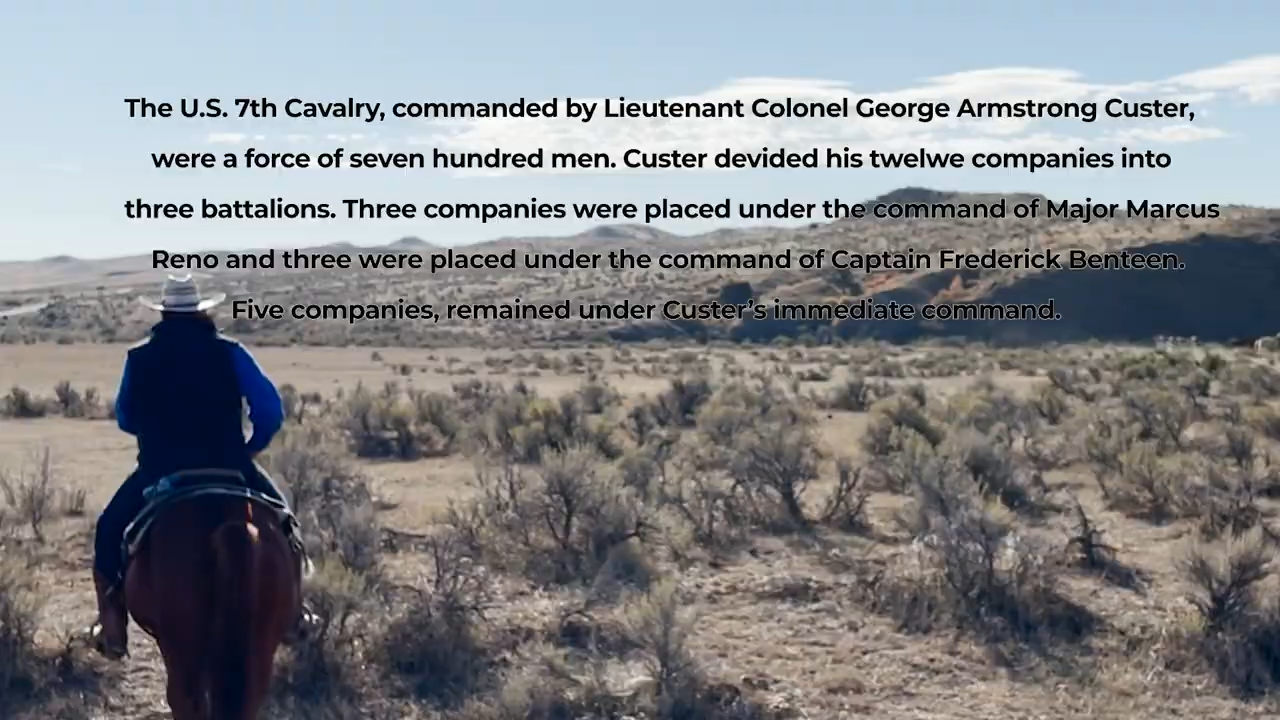 The U.S. 7th Cavalry, commanded by Lieutenant Colonel George Armstrong Custer,
were a force of seven hundred men. Custer devided his twelwe companies into
three battalions. Three companies were placed under the command of Major Marcus
Reno and three were placed under the command of Captain Frederick Benteen.
Five companies, remained under Custer’s immediate command.